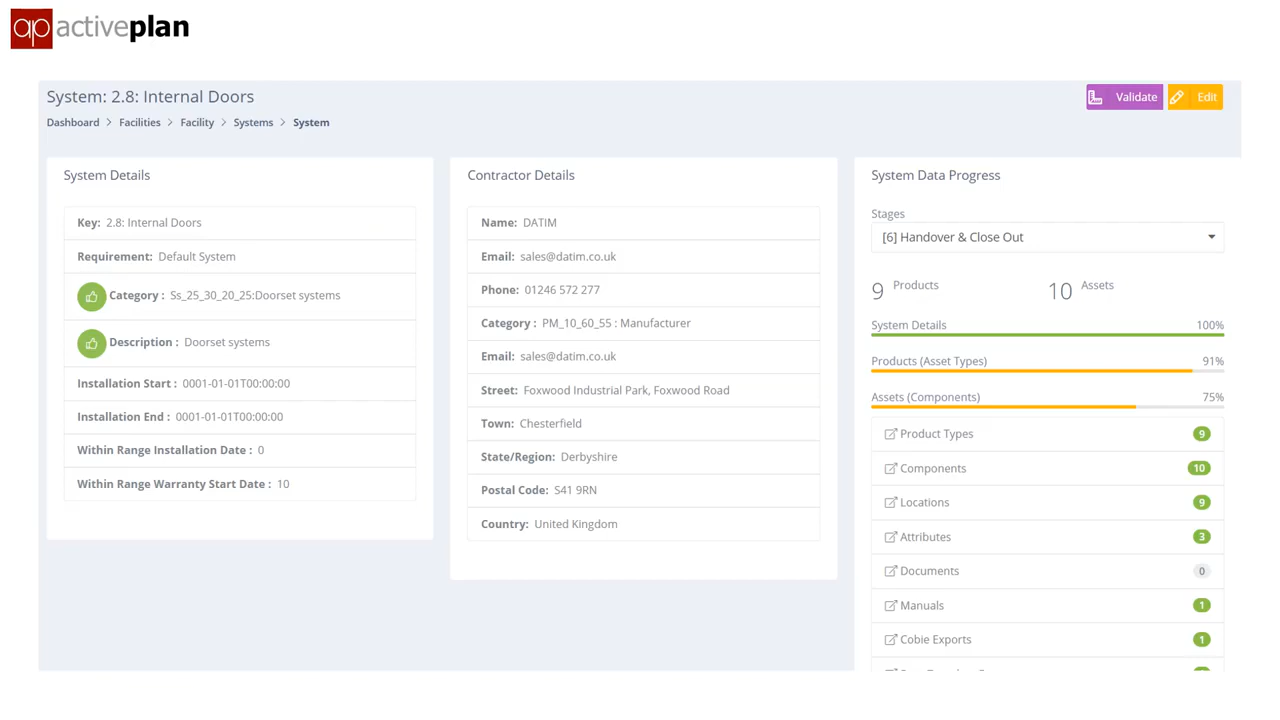 ap activeplan
System: 2.8: Internal Doors
Validate
Edit
Dashboard > Facilities > Facility > Systems > System
System Details
Key: 2.8: Internal Doors
Requirement: Default System
Category : Ss_25_30_20_25:Doorset systems
Description : Doorset systems
Installation Start : 0001-01-01T00:00:00
Installation End : 0001-01-01T00:00:00
Within Range Installation Date : 0
Within Range Warranty Start Date : 10
Contractor Details
Name: DATIM
Email: sales@datim.co.uk
Phone: 01246 572 277
Category : PM_10_60_55 : Manufacturer
Email: sales@datim.co.uk
Street: Foxwood Industrial Park, Foxwood Road
Town: Chesterfield
State/Region: Derbyshire
Postal Code: S41 9RN
Country: United Kingdom
System Data Progress
Stages
[6] Handover & Close Out
9 Products
10 Assets
System Details 100%
Products (Asset Types) 91%
Assets (Components) 75%
Product Types 9
Components 10
Locations 9
Attributes 3
Documents 0
Manuals 1
Cobie Exports 1